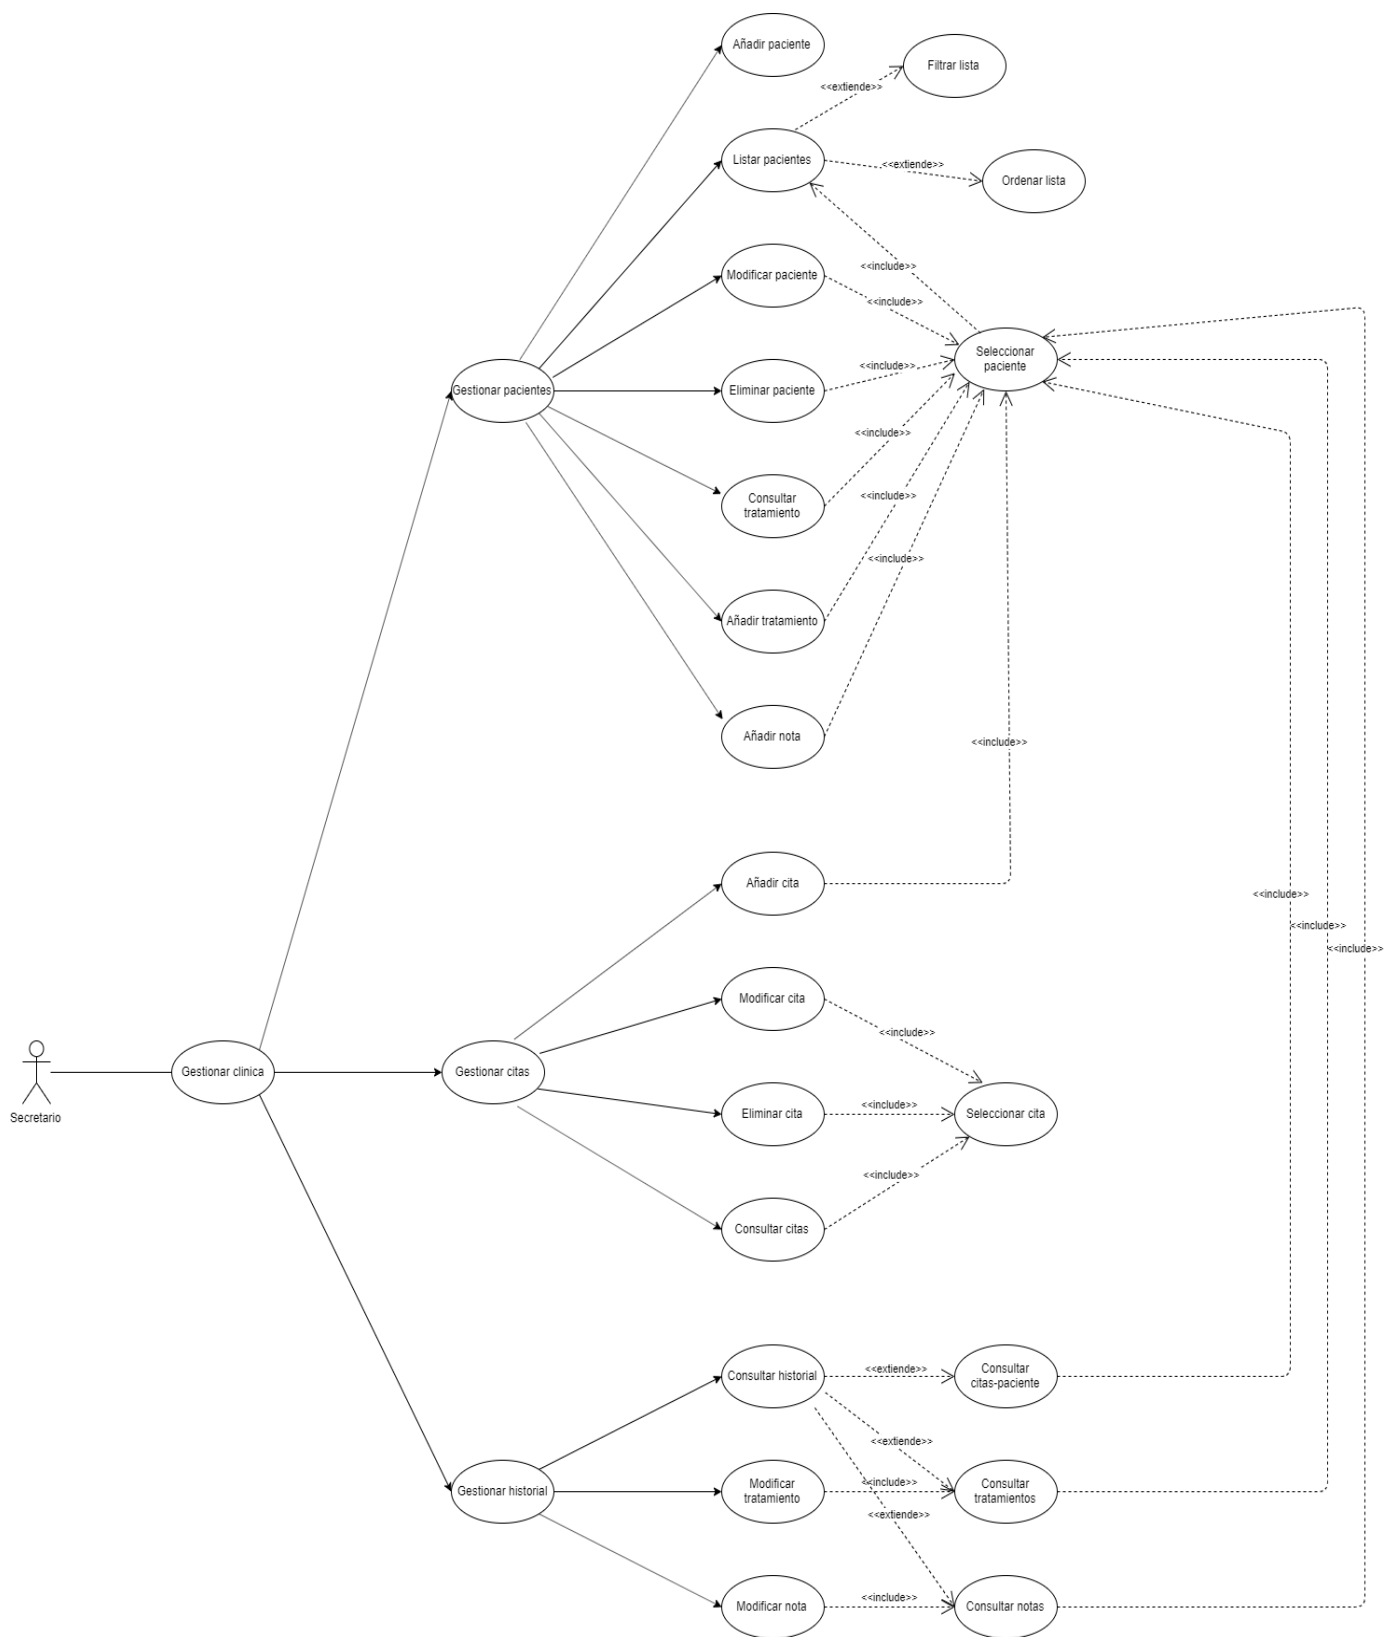 Añadir paciente
Filtrar lista
<<extiende>>
Listar pacientes
<<extiende>>
Ordenar lista
<<include>>
Modificar paciente
<<include>>
Seleccionar
paciente
<<include>>
Gestionar pacientes
Eliminar paciente
<<include>>
Consultar
tratamiento
<<include>>
<<include>>
Añadir tratamiento
Añadir nota
<<include>>
Añadir cita
<<include>>
<<include>>
<<include>>
Modificar cita
<<include>>
Secretario
Gestionar clinica
Gestionar citas
Eliminar cita
<<include>>
Seleccionar cita
<<include>>
Consultar citas
Consultar historial
<<extiende>>
Consultar
citas-paciente
<<extiende>>
Gestionar historial
Modificar
tratamiento
<<include>>
Consultar
tratamientos
<<extiende>>
Modificar nota
<<include>>
Consultar notas